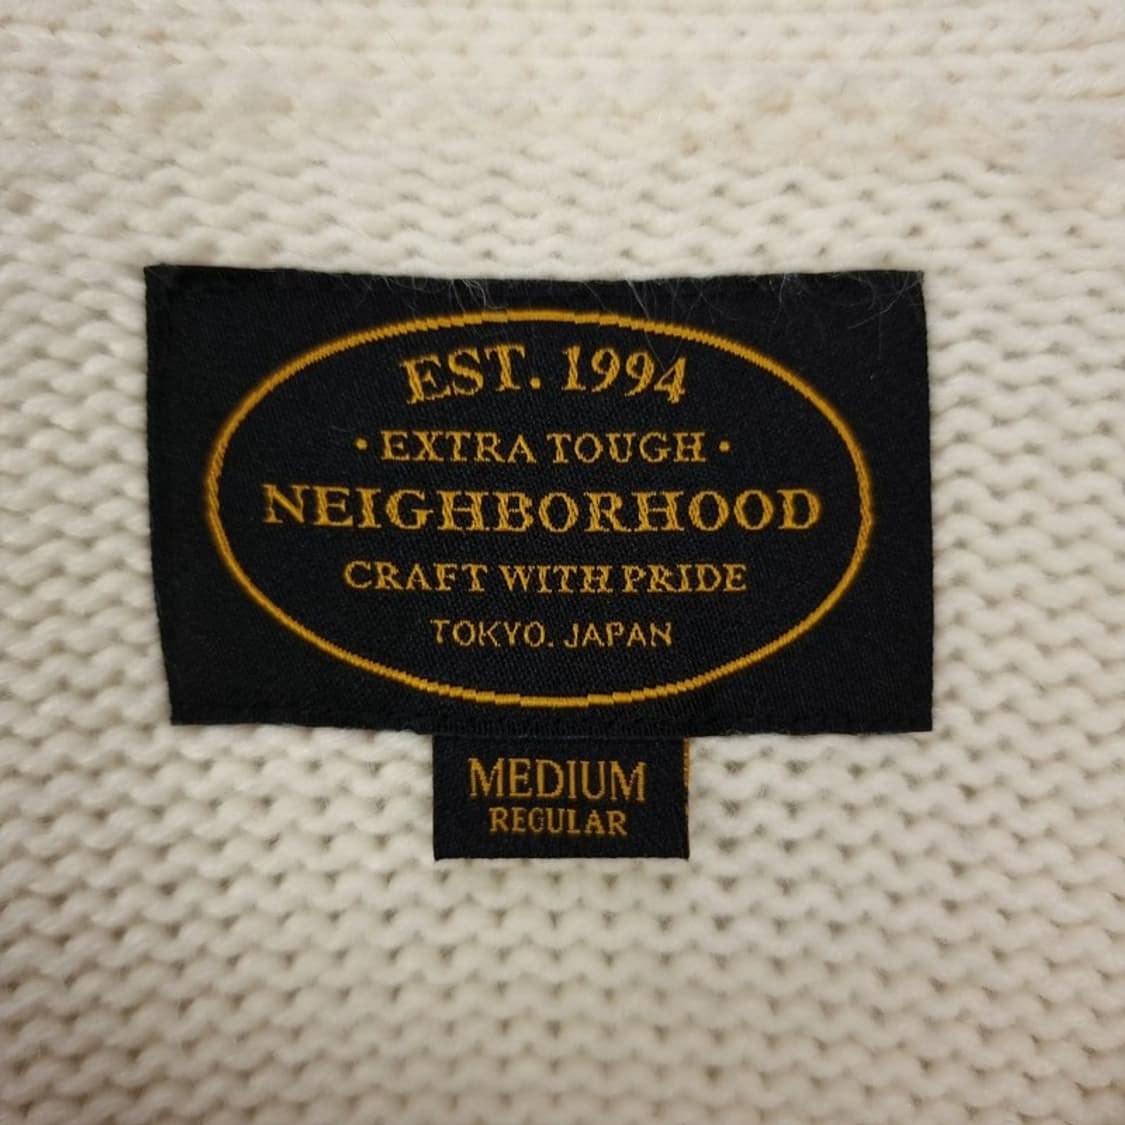 EST. 1994
• EXTRA TOUGH •
NEIGHBORHOOD
CRAFT WITH PRIDE
TOKYO. JAPAN
MEDIUM
REGULAR